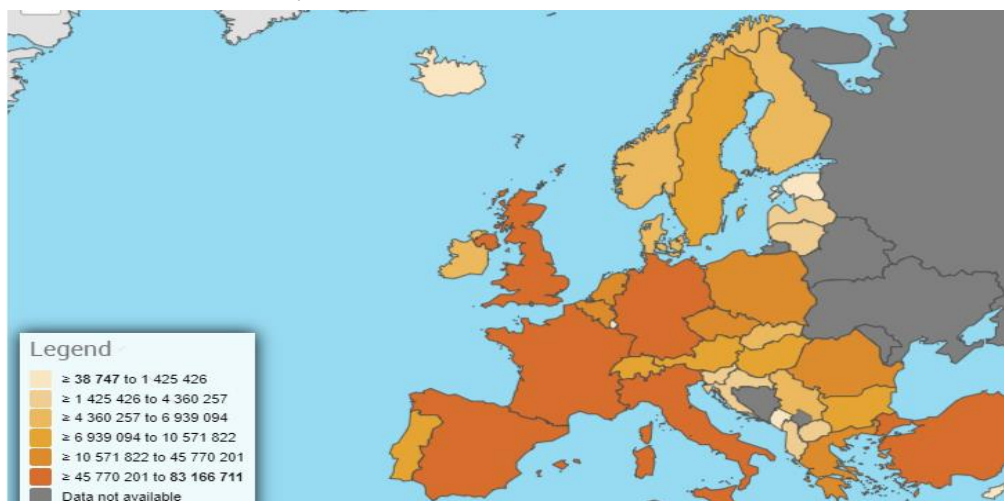 Legend
≥ 38 747 to 1 425 426
≥ 1 425 426 to 4 360 257
≥ 4 360 257 to 6 939 094
≥ 6 939 094 to 10 571 822
≥ 10 571 822 to 45 770 201
≥ 45 770 201 to 83 166 711
Data not available